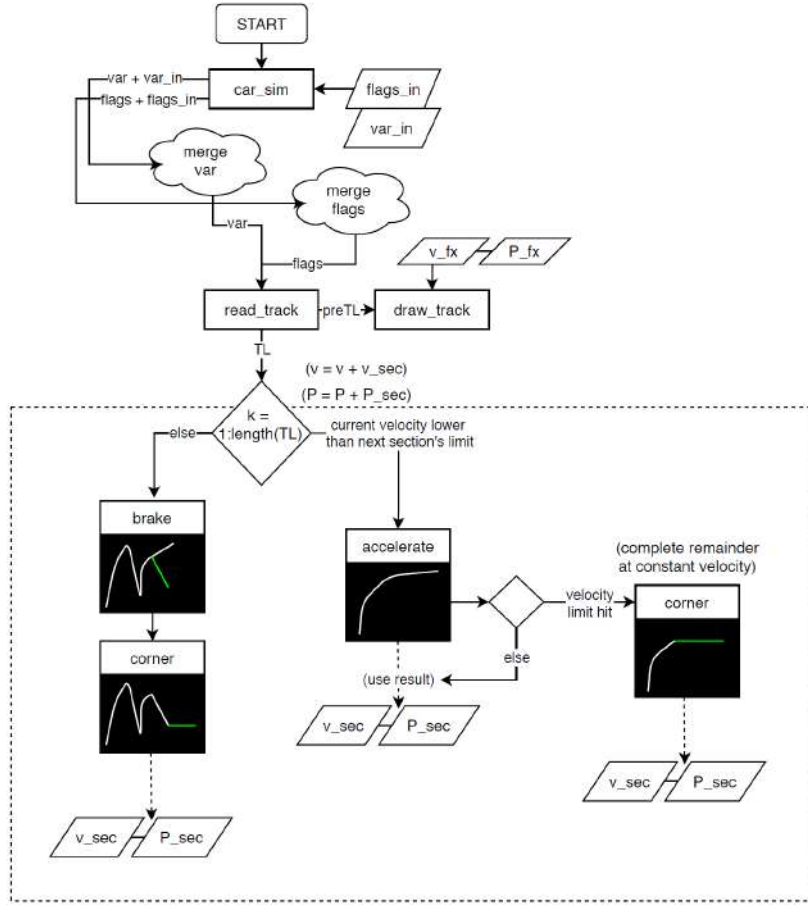 START
var + var_in
flags + flags_in
car_sim
flags_in
var_in
merge
var
merge
flags
var
flags
v_fx
P_fx
read_track
preTL
draw_track
TL
(v = v + v_sec)
(P = P + P_sec)
k =
1:length(TL)
else
current velocity lower
than next section's limit
brake
accelerate
(complete remainder
at constant velocity)
velocity
limit hit
corner
corner
else
(use result)
v_sec
P_sec
v_sec
P_sec
v_sec
P_sec